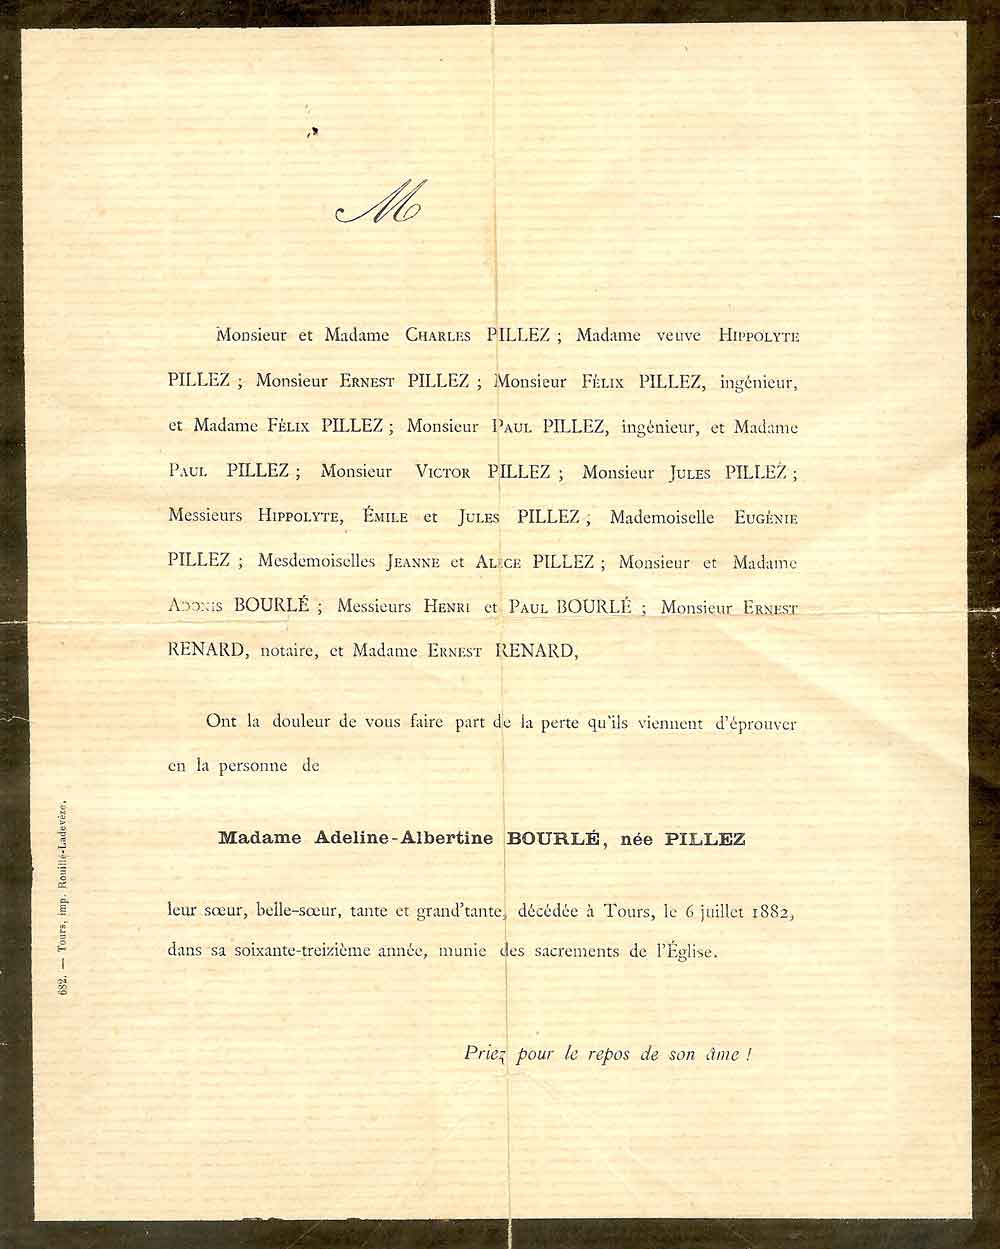 M
Monsieur et Madame CHARLES PILLEZ ; Madame veuve HIPPOLYTE
PILLEZ ; Monsieur ERNEST PILLEZ ; Monsieur FÉLIX PILLEZ, ingénieur,
et Madame FÉLIX PILLEZ ; Monsieur PAUL PILLEZ, ingénieur, et Madame
PAUL PILLEZ ; Monsieur VICTOR PILLEZ ; Monsieur JULES PILLEZ ;
Messieurs HIPPOLYTE, ÉMILE et JULES PILLEZ ; Mademoiselle EUGÉNIE
PILLEZ ; Mesdemoiselles JEANNE et ALICE PILLEZ ; Monsieur et Madame
ADONIS BOURLÉ ; Messieurs HENRI et PAUL BOURLÉ ; Monsieur ERNEST
RENARD, notaire, et Madame ERNEST RENARD,
Ont la douleur de vous faire part de la perte qu'ils viennent d'éprouver
en la personne de
Madame Adeline-Albertine BOURLÉ, née PILLEZ
leur sœur, belle-sœur, tante et grand'tante, décédée à Tours, le 6 juillet 1882,
dans sa soixante-treizième année, munie des sacrements de l'Église.
Priez pour le repos de son âme !
682. — Tours, imp. Rouillé-Ladevèze.